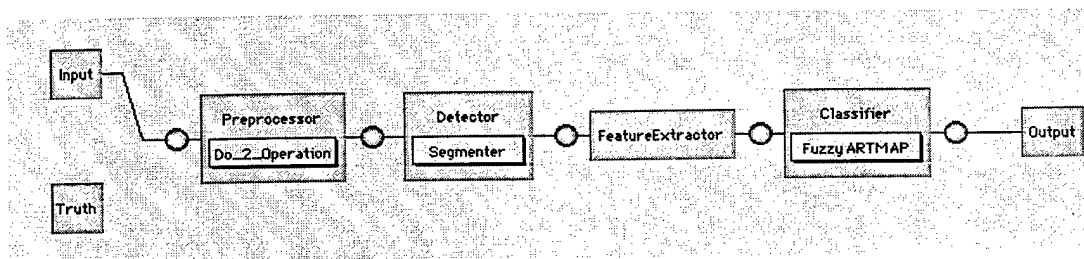 Input
Preprocessor
Do_2_Operation
Detector
Segmenter
FeatureExtractor
Classifier
Fuzzy ARTMAP
Output
Truth